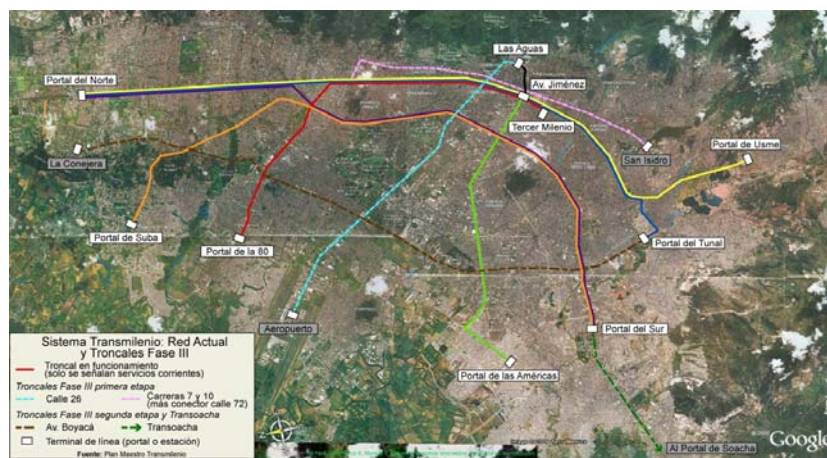 Las Aguas
Portal del Norte
Av. Jiménez
Tercer Milenio
La Conejera
San Isidro
Portal de Usme
Portal de Suba
Portal de la 80
Portal del Tunal
Aeropuerto
Portal del Sur
Portal de las Américas
Al Portal de Soacha
Sistema Transmilenio: Red Actual
y Troncales Fase III
Troncal en funcionamiento
(solo se señalan servicios corrientes)
Troncales Fase III primera etapa
Calle 26
Carreras 7 y 10
(más conector calle 72)
Troncales Fase III segunda etapa y Transoacha
Av. Boyacá
Transoacha
Terminal de línea (portal o estación)
Fuente: Plan Maestro Transmilenio
Google